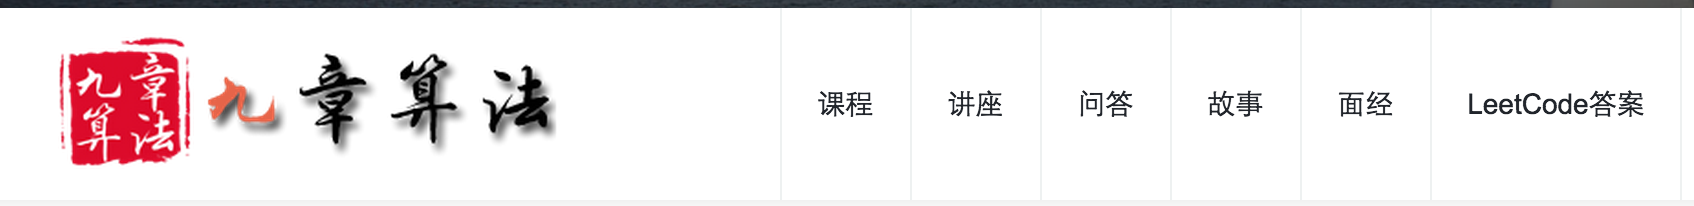 九章算法
九章算法
课程
讲座
问答
故事
面经
LeetCode答案